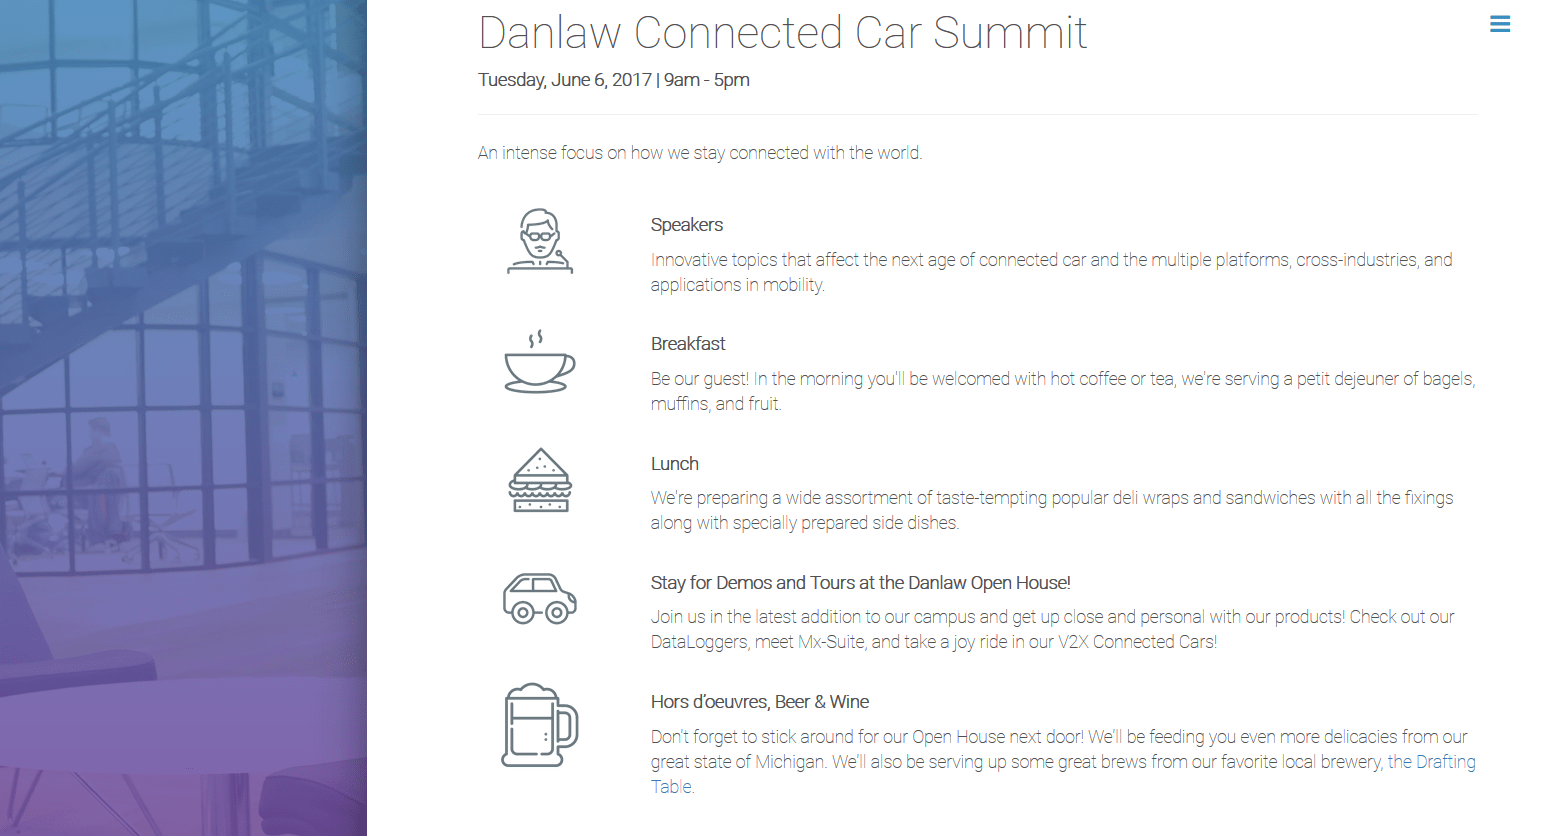 Danlaw Connected Car Summit
Tuesday, June 6, 2017 | 9am - 5pm
An intense focus on how we stay connected with the world.
Speakers
Innovative topics that affect the next age of connected car and the multiple platforms, cross-industries, and
applications in mobility.
Breakfast
Be our guest! In the morning you'll be welcomed with hot coffee or tea, we're serving a petit dejeuner of bagels,
muffins, and fruit.
Lunch
We're preparing a wide assortment of taste-tempting popular deli wraps and sandwiches with all the fixings
along with specially prepared side dishes.
Stay for Demos and Tours at the Danlaw Open House!
Join us in the latest addition to our campus and get up close and personal with our products! Check out our
DataLoggers, meet Mx-Suite, and take a joy ride in our V2X Connected Cars!
Hors d'oeuvres, Beer & Wine
Don't forget to stick around for our Open House next door! We'll be feeding you even more delicacies from our
great state of Michigan. We'll also be serving up some great brews from our favorite local brewery, the Drafting
Table.